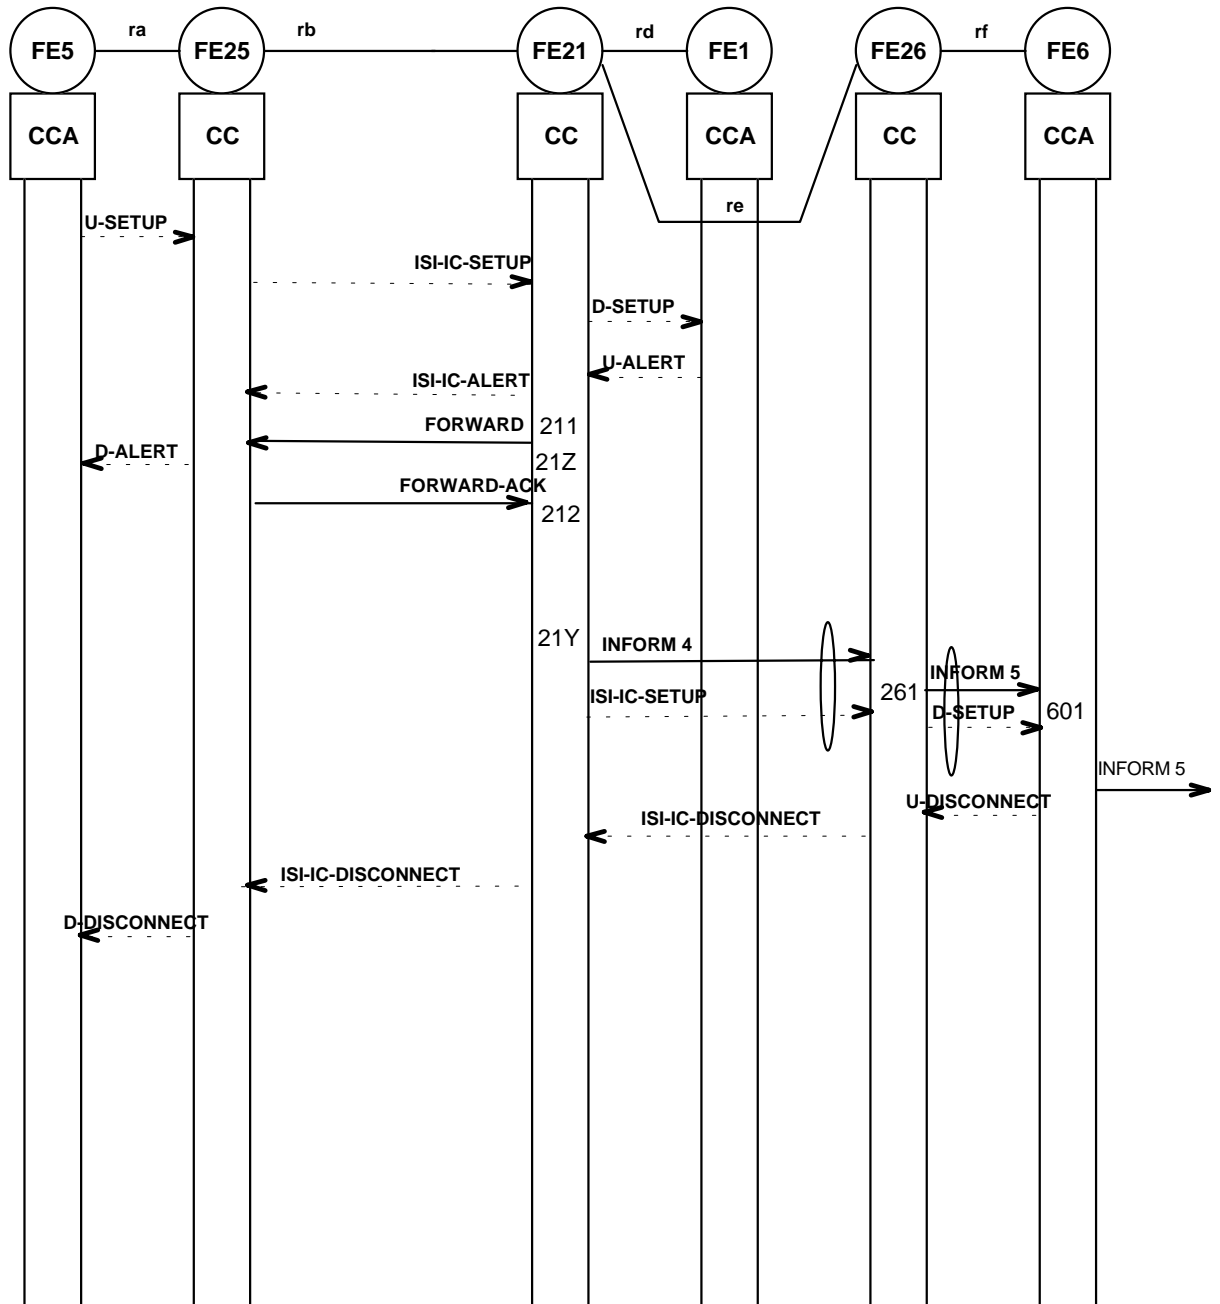 ra rb rd rf
FE5 FE25 FE21 FE1 FE26 FE6
CCA CC CC CCA CC CCA
re
U-SETUP
ISI-IC-SETUP
D-SETUP
U-ALERT
ISI-IC-ALERT
FORWARD 211
D-ALERT 21Z
FORWARD-ACK
212
21Y INFORM 4
INFORM 5
ISI-IC-SETUP 261
D-SETUP 601
INFORM 5
U-DISCONNECT
ISI-IC-DISCONNECT
ISI-IC-DISCONNECT
D-DISCONNECT